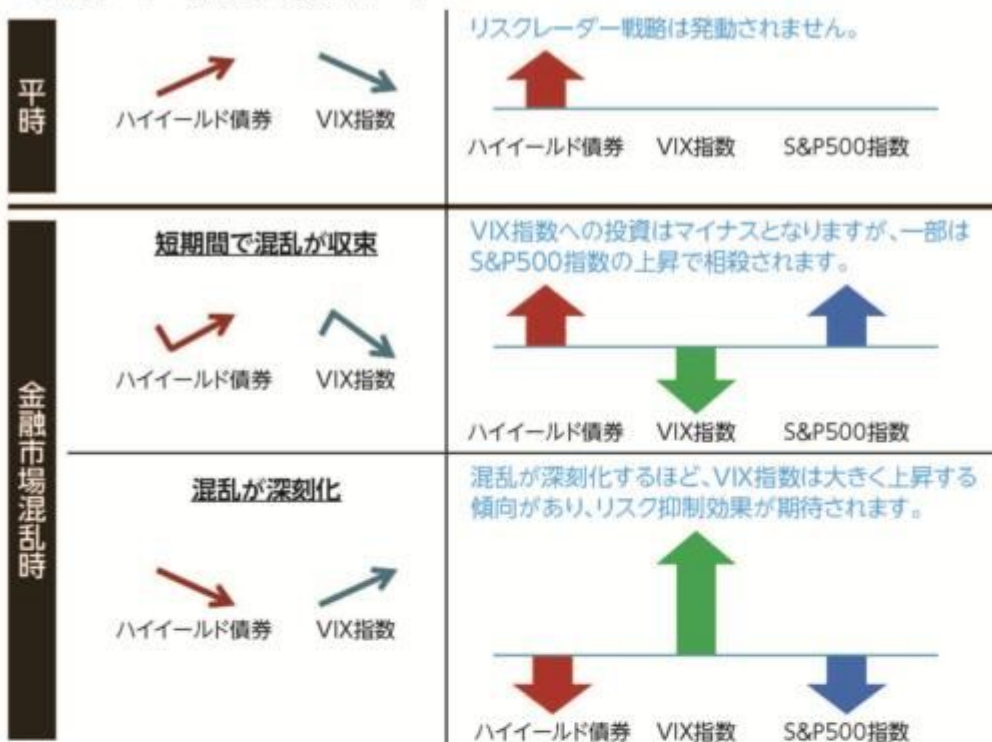 平時
ハイイールド債券 VIX指数
リスクレーダー戦略は発動されません。
ハイイールド債券 VIX指数 S&P500指数
金融市場混乱時
短期間で混乱が収束
ハイイールド債券 VIX指数
VIX指数への投資はマイナスとなりますが、一部は
S&P500指数の上昇で相殺されます。
ハイイールド債券 VIX指数 S&P500指数
混乱が深刻化
ハイイールド債券 VIX指数
混乱が深刻化するほど、VIX指数は大きく上昇する
傾向があり、リスク抑制効果が期待されます。
ハイイールド債券 VIX指数 S&P500指数